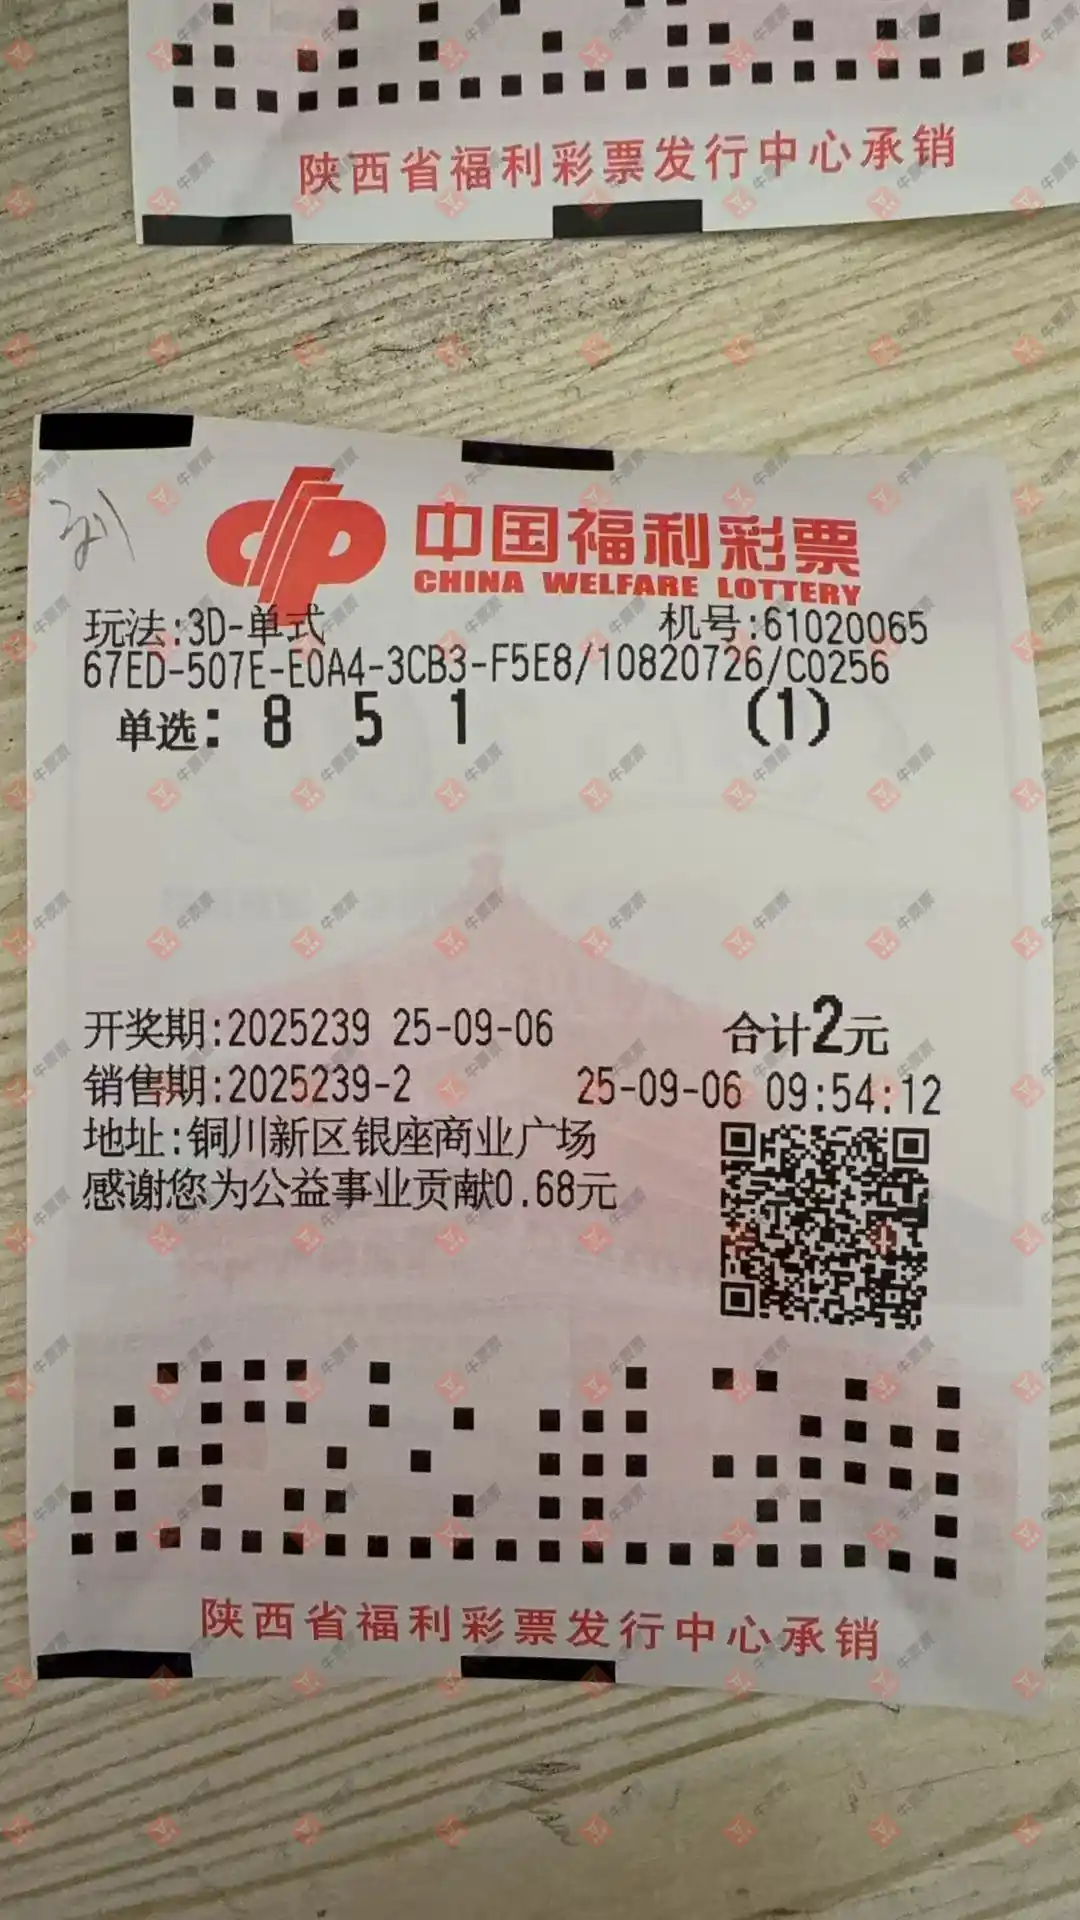 陕西省福利彩票发行中心承销
中国福利彩票
CHINA WELFARE LOTTERY
玩法:3D-单式 机号:61020065
67ED-507E-E0A4-3CB3-F5E8/10820726/C0256
单选: 8 5 1 (1)
开奖期:2025239 25-09-06 合计2元
销售期:2025239-2 25-09-06 09:54:12
地址:铜川新区银座商业广场
感谢您为公益事业贡献0.68元
陕西省福利彩票发行中心承销
牛票票